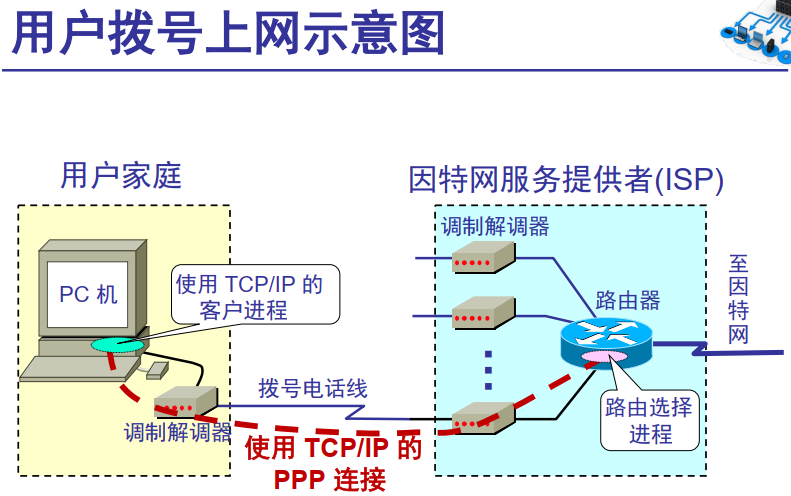 用户拨号上网示意图
用户家庭
因特网服务提供者(ISP)
调制解调器
PC 机
使用 TCP/IP 的
客户进程
路由器
至
因
特
网
拨号电话线
调制解调器
使用 TCP/IP 的
PPP 连接
路由选择
进程